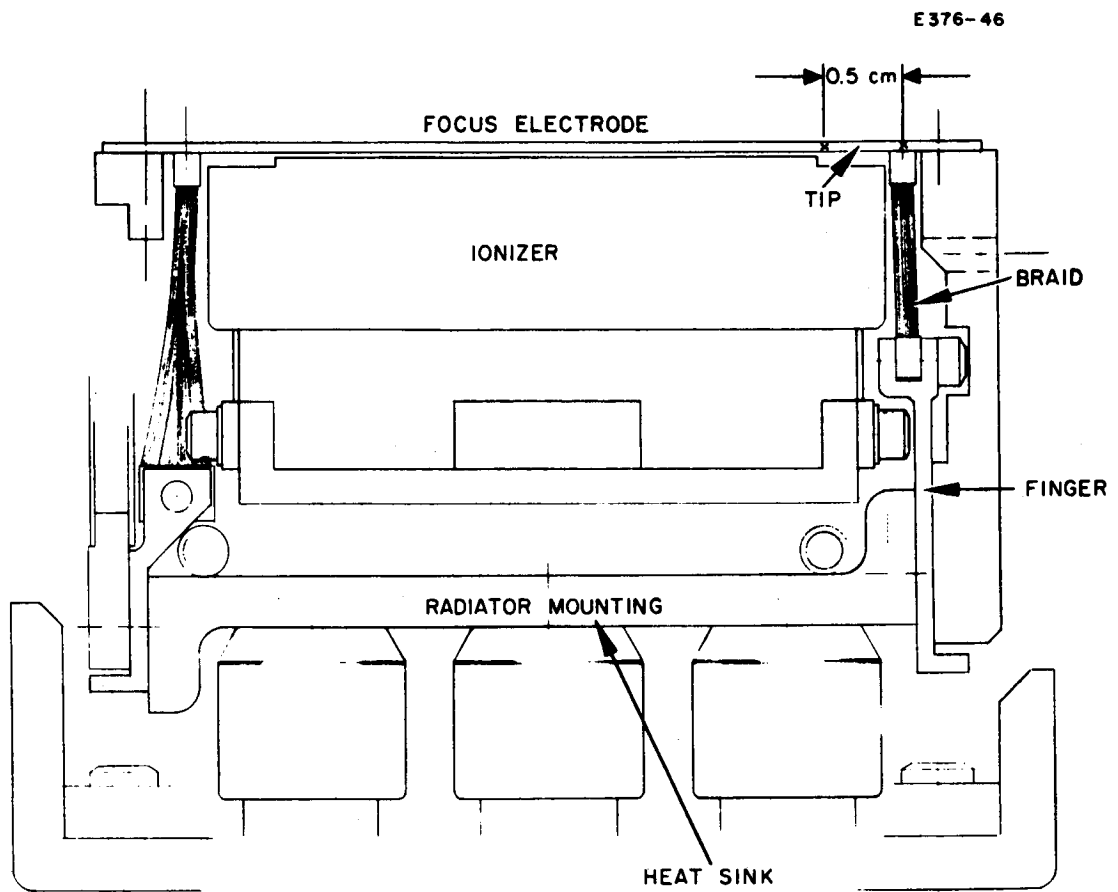 E376-46
0.5 cm
FOCUS ELECTRODE
TIP
IONIZER
BRAID
FINGER
RADIATOR MOUNTING
HEAT SINK